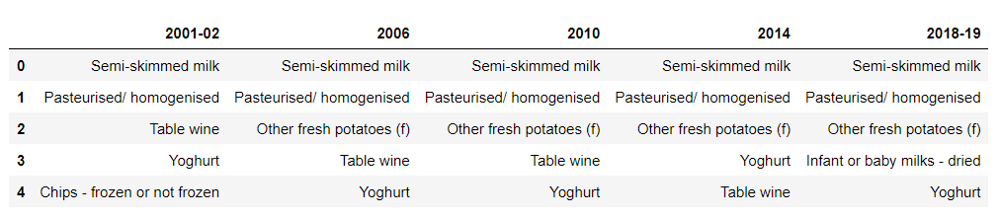 2001-02 2006 2010 2014 2018-19
0 Semi-skimmed milk Semi-skimmed milk Semi-skimmed milk Semi-skimmed milk Semi-skimmed milk
1 Pasteurised/ homogenised Pasteurised/ homogenised Pasteurised/ homogenised Pasteurised/ homogenised Pasteurised/ homogenised
2 Table wine Other fresh potatoes (f) Other fresh potatoes (f) Other fresh potatoes (f) Other fresh potatoes (f)
3 Yoghurt Table wine Table wine Yoghurt Infant or baby milks - dried
4 Chips - frozen or not frozen Yoghurt Yoghurt Table wine Yoghurt